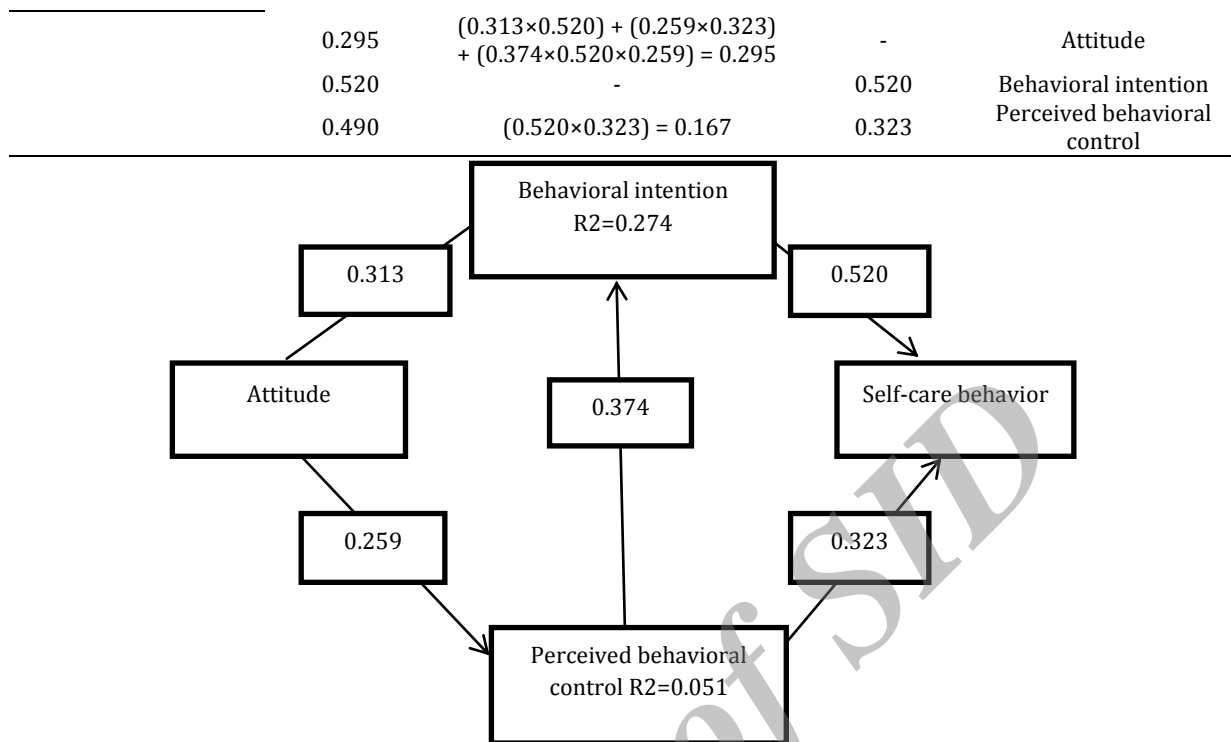 0.295 (0.313×0.520) + (0.259×0.323) - Attitude
+ (0.374×0.520×0.259) = 0.295
0.520 - 0.520 Behavioral intention
0.490 (0.520×0.323) = 0.167 0.323 Perceived behavioral
control
Behavioral intention
R2=0.274
0.313
0.520
Attitude
0.374
Self-care behavior
0.259
0.323
Perceived behavioral
control R2=0.051
of SID